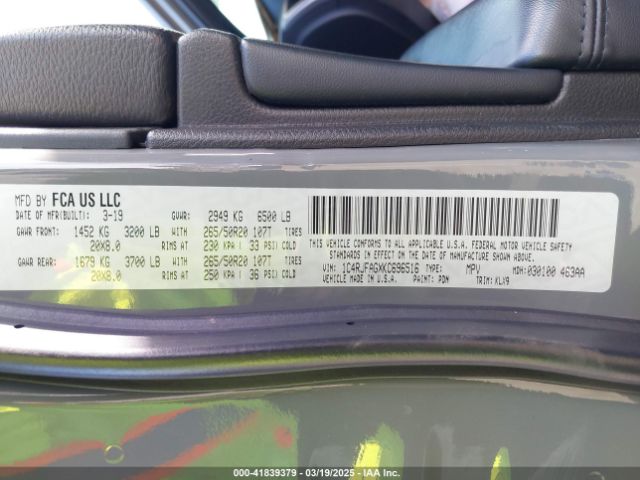 MFD BY FCA US LLC
DATE OF MFR(BUILT): 3-19 GVWR: 2949 KG 6500 LB
GAWR FRONT: 1452 KG 3200 LB WITH 265/50R20 107T TIRES
20X8.0 RIMS AT 230 KPA / 33 PSI COLD
GAWR REAR: 1679 KG 3700 LB WITH 265/50R20 107T TIRES
20X8.0 RIMS AT 250 KPA / 36 PSI COLD
THIS VEHICLE CONFORMS TO ALL APPLICABLE U.S.A. FEDERAL MOTOR VEHICLE SAFETY
STANDARDS IN EFFECT ON THE DATE OF MANUFACTURE SHOWN ABOVE.
VIN: 1C4RJFAGXKC696516 TYPE: MPV MDH: 030100 463AA
VEHICLE MADE IN U.S.A. PAINT: PDN TRIM: KLX9
00-41839379 | 03/19/2025 - IAAI.COM